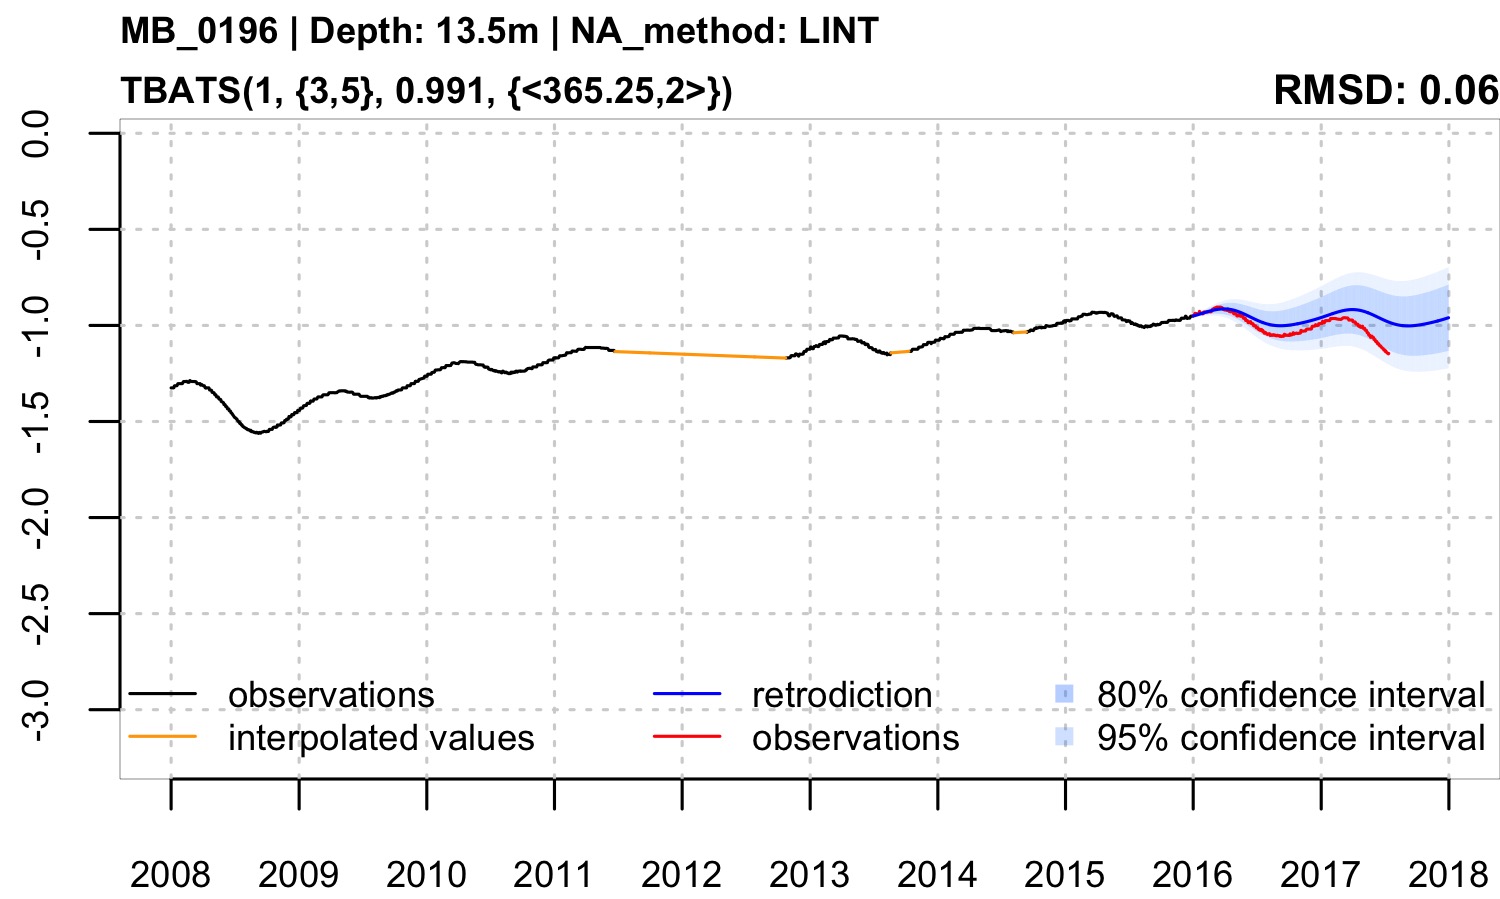 MB_0196 | Depth: 13.5m | NA_method: LINT
TBATS(1, {3,5}, 0.991, {<365.25,2>})
RMSD: 0.06
0.0
-0.5
-1.0
-1.5
-2.0
-2.5
-3.0
observations
interpolated values
retrodiction
observations
80% confidence interval
95% confidence interval
2008 2009 2010 2011 2012 2013 2014 2015 2016 2017 2018